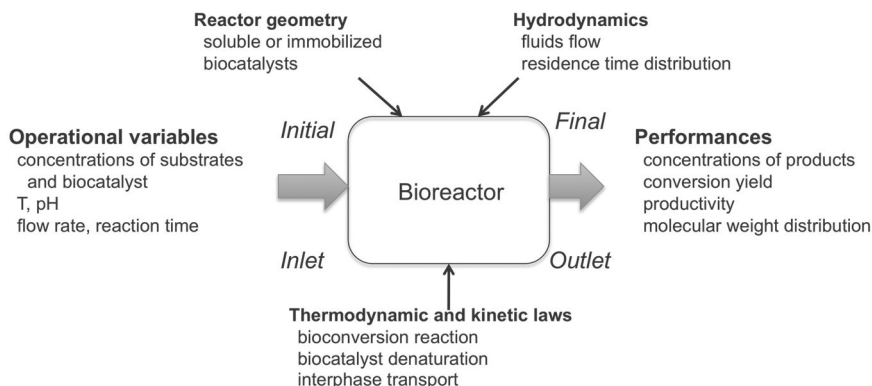 Reactor geometry
soluble or immobilized
biocatalysts
Hydrodynamics
fluids flow
residence time distribution
Operational variables
concentrations of substrates
and biocatalyst
T, pH
flow rate, reaction time
Initial
Inlet
Bioreactor
Final
Outlet
Performances
concentrations of products
conversion yield
productivity
molecular weight distribution
Thermodynamic and kinetic laws
bioconversion reaction
biocatalyst denaturation
interphase transport